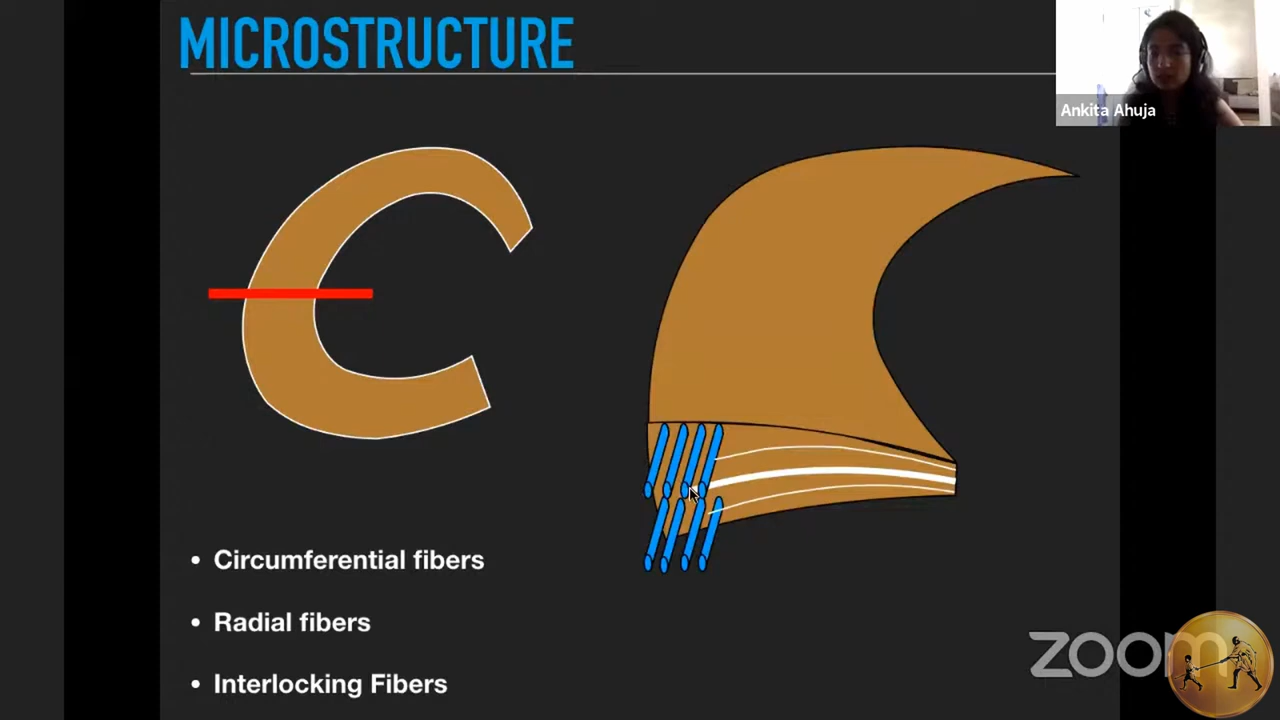 MICROSTRUCTURE
Ankita Ahuja
• Circumferential fibers
• Radial fibers
• Interlocking Fibers
zoom